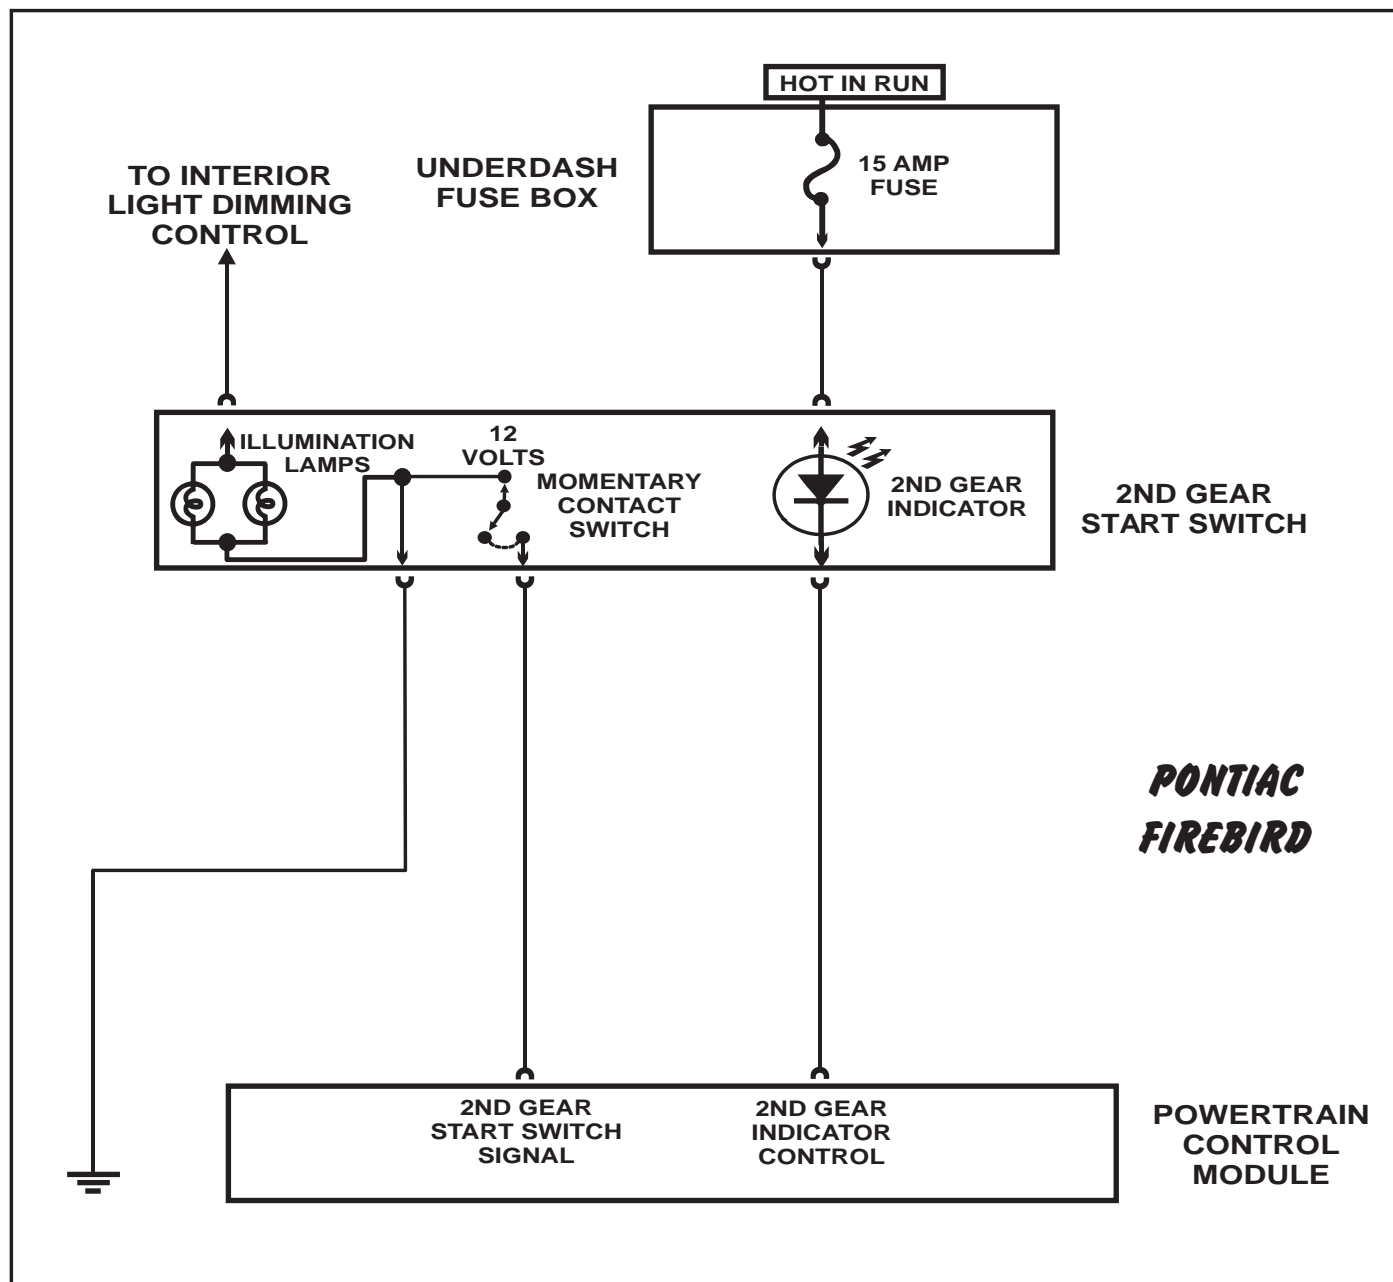 HOT IN RUN
15 AMP
FUSE
UNDERDASH
FUSE BOX
TO INTERIOR
LIGHT DIMMING
CONTROL
ILLUMINATION
LAMPS
12
VOLTS
MOMENTARY
CONTACT
SWITCH
2ND GEAR
INDICATOR
2ND GEAR
START SWITCH
PONTIAC
FIREBIRD
2ND GEAR
START SWITCH
SIGNAL
2ND GEAR
INDICATOR
CONTROL
POWERTRAIN
CONTROL
MODULE